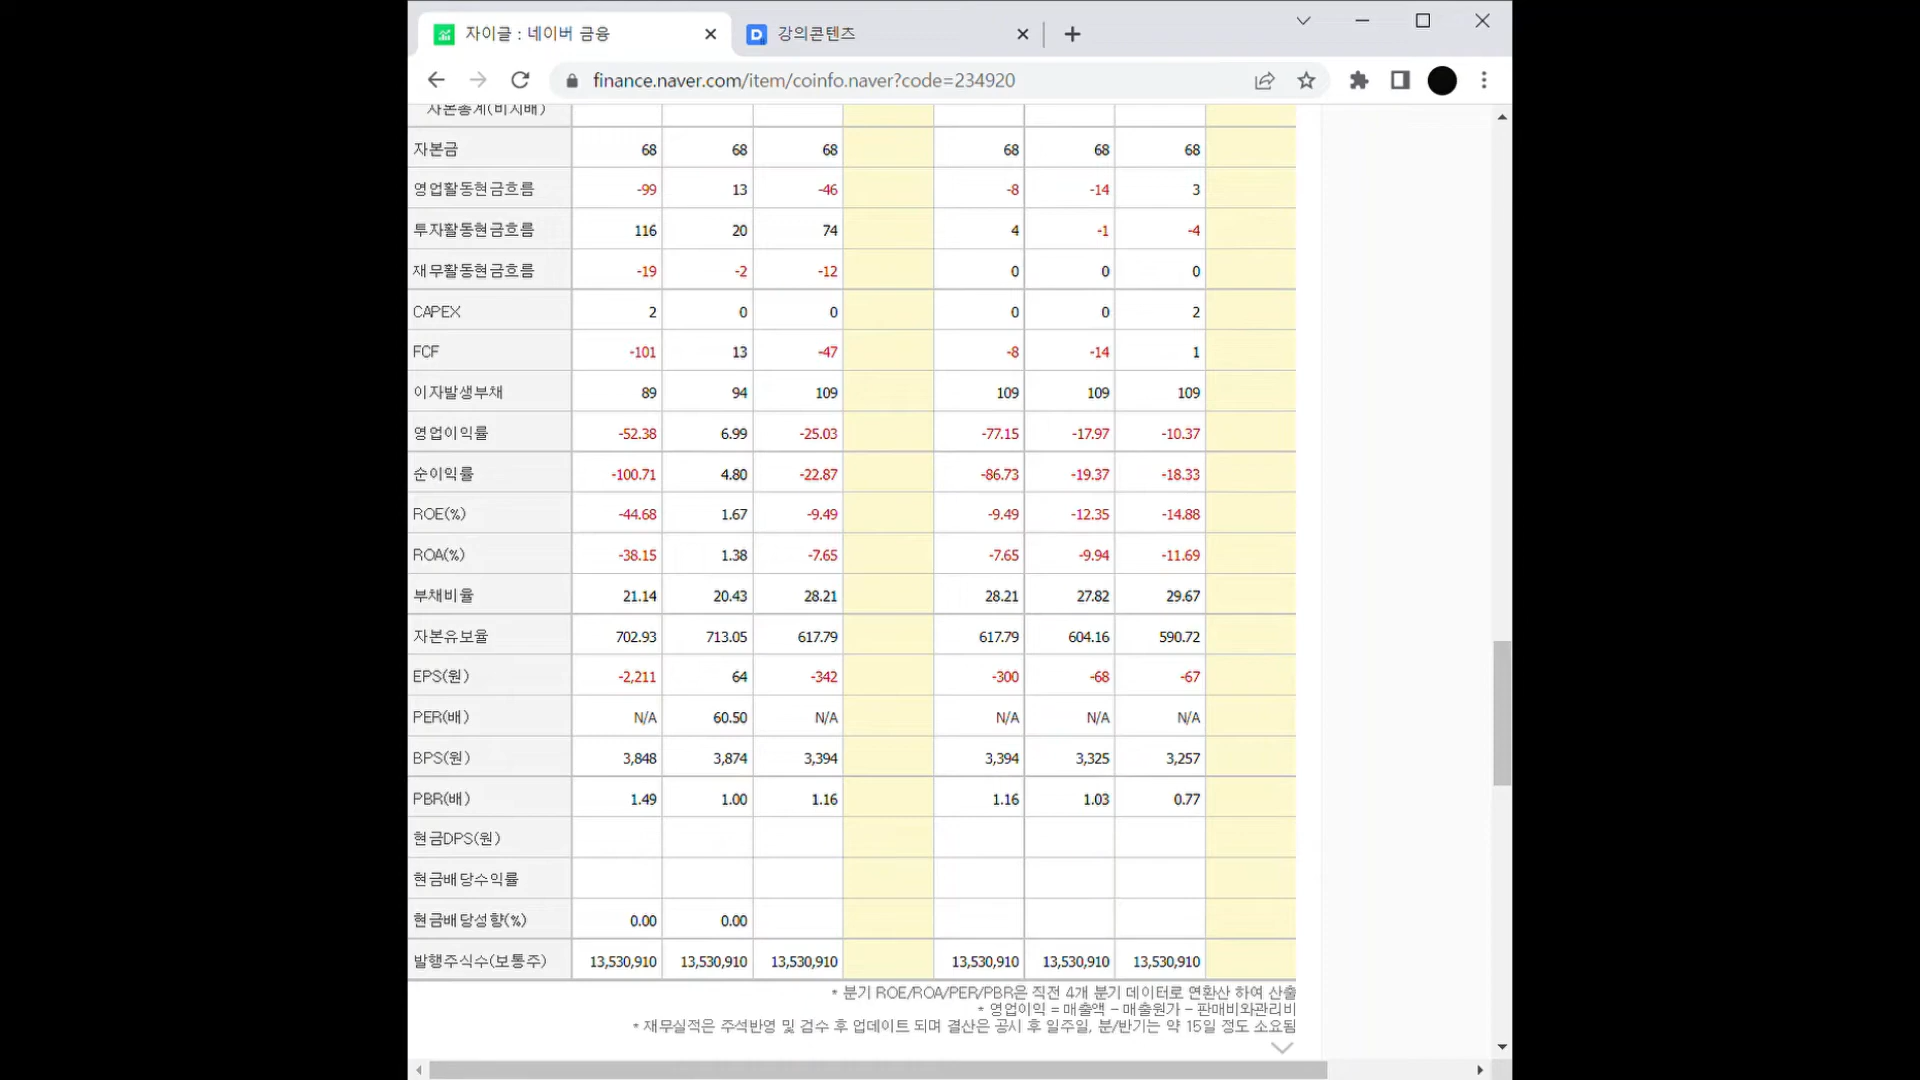 자이글 : 네이버 금융
강의콘텐츠
finance.naver.com/item/coinfo.naver?code=234920
자본총계(비지배)
자본금 68 68 68 68 68 68
영업활동현금흐름 -99 13 -46 -8 -14 3
투자활동현금흐름 116 20 74 4 -1 -4
재무활동현금흐름 -19 -2 -12 0 0 0
CAPEX 2 0 0 0 0 2
FCF -101 13 -47 -8 -14 1
이자발생부채 89 94 109 109 109 109
영업이익률 -52.38 6.99 -25.03 -77.15 -17.97 -10.37
순이익률 -100.71 4.80 -22.87 -86.73 -19.37 -18.33
ROE(%) -44.68 1.67 -9.49 -9.49 -12.35 -14.88
ROA(%) -38.15 1.38 -7.65 -7.65 -9.94 -11.69
부채비율 21.14 20.43 28.21 28.21 27.82 29.67
자본유보율 702.93 713.05 617.79 617.79 604.16 590.72
EPS(원) -2,211 64 -342 -300 -68 -67
PER(배) N/A 60.50 N/A N/A N/A N/A
BPS(원) 3,848 3,874 3,394 3,394 3,325 3,257
PBR(배) 1.49 1.00 1.16 1.16 1.03 0.77
현금DPS(원)
현금배당수익률
현금배당성향(%) 0.00 0.00
발행주식수(보통주) 13,530,910 13,530,910 13,530,910 13,530,910 13,530,910 13,530,910
* 분기 ROE/ROA/PER/PBR은 직전 4개 분기 데이터로 연환산 하여 산출
* 영업이익 = 매출액 - 매출원가 - 판매비와관리비
* 재무실적은 주석반영 및 검수 후 업데이트 되며 결산은 공시 후 일주일, 분/반기는 약 15일 정도 소요됨